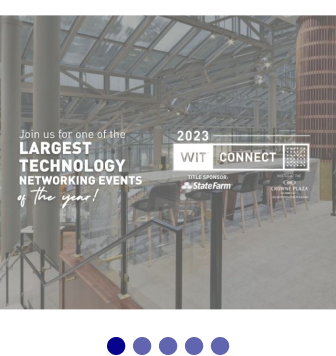 Join us for one of the
LARGEST
TECHNOLOGY
NETWORKING EVENTS
of the year!
2023
WIT CONNECT
TITLE SPONSOR:
StateFarm
CROWNE PLAZA